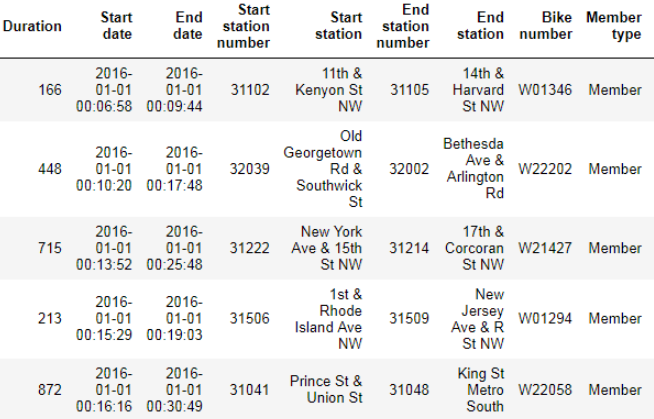 Duration Start date End date Start station number Start station End station number End station Bike number Member type
166 2016-01-01 00:06:58 2016-01-01 00:09:44 31102 11th & Kenyon St NW 31105 14th & Harvard St NW W01346 Member
448 2016-01-01 00:10:20 2016-01-01 00:17:48 32039 Old Georgetown Rd & Southwick St 32002 Bethesda Ave & Arlington Rd W22202 Member
715 2016-01-01 00:13:52 2016-01-01 00:25:48 31222 New York Ave & 15th St NW 31214 17th & Corcoran St NW W21427 Member
213 2016-01-01 00:15:29 2016-01-01 00:19:03 31506 1st & Rhode Island Ave NW 31509 New Jersey Ave & R St NW W01294 Member
872 2016-01-01 00:16:16 2016-01-01 00:30:49 31041 Prince St & Union St 31048 King St Metro South W22058 Member